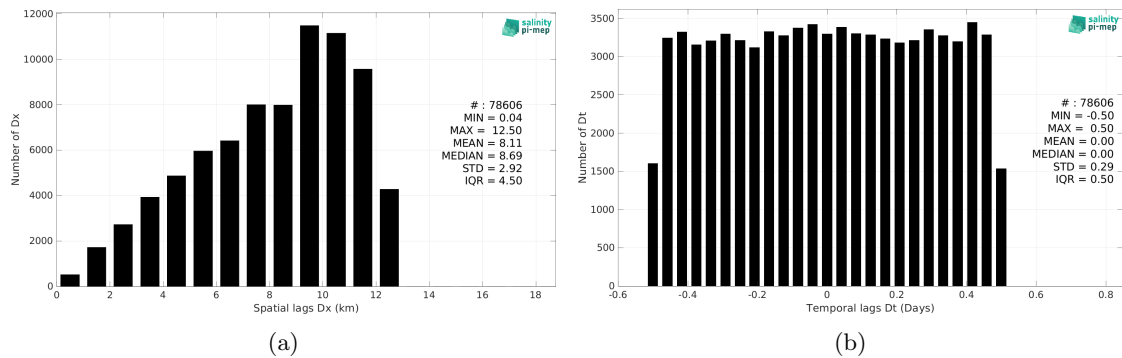 12000
10000
8000
6000
4000
2000
0
Number of Dx
0 2 4 6 8 10 12 14 16 18
Spatial lags Dx (km)
salinity
pi-mep
# : 78606
MIN = 0.04
MAX = 12.50
MEAN = 8.11
MEDIAN = 8.69
STD = 2.92
IQR = 4.50
(a)
3500
3000
2500
2000
1500
1000
500
0
Number of Dt
-0.6 -0.4 -0.2 0 0.2 0.4 0.6 0.8
Temporal lags Dt (Days)
salinity
pi-mep
# : 78606
MIN = -0.50
MAX = 0.50
MEAN = 0.00
MEDIAN = 0.00
STD = 0.29
IQR = 0.50
(b)